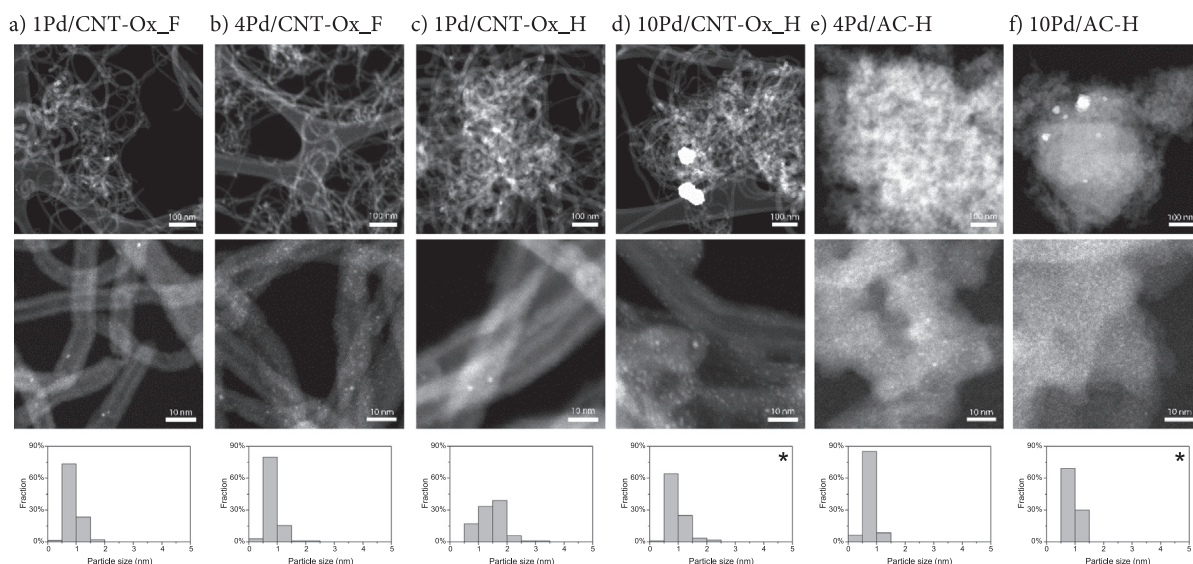 a) 1Pd/CNT-Ox_F b) 4Pd/CNT-Ox_F c) 1Pd/CNT-Ox_H d) 10Pd/CNT-Ox_H e) 4Pd/AC-H f) 10Pd/AC-H
100 nm 100 nm 100 nm 100 nm 100 nm 100 nm
10 nm 10 nm 10 nm 10 nm 10 nm 10 nm
90% 90% 90% 90% * 90% 90% *
60% 60% 60% 60% 60% 60%
Fraction Fraction Fraction Fraction Fraction Fraction
30% 30% 30% 30% 30% 30%
0% 0% 0% 0% 0% 0%
0 1 2 3 4 5 0 1 2 3 4 5 0 1 2 3 4 5 0 1 2 3 4 5 0 1 2 3 4 5 0 1 2 3 4 5
Particle size (nm) Particle size (nm) Particle size (nm) Particle size (nm) Particle size (nm) Particle size (nm)